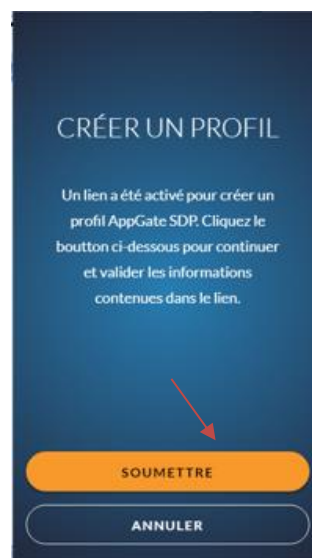 CRÉER UN PROFIL
Un lien a été activé pour créer un
profil AppGate SDP. Cliquez le
boutton ci-dessous pour continuer
et valider les informations
contenues dans le lien.
SOUMETTRE
ANNULER